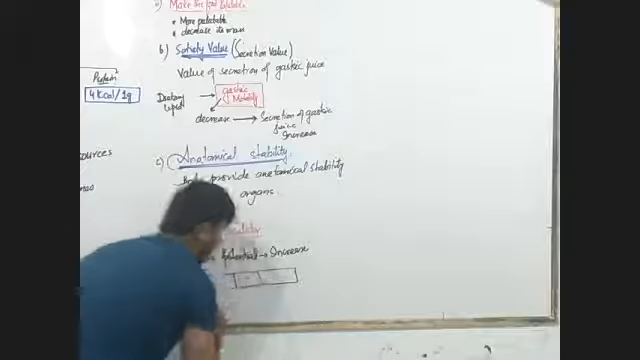 Protein
4 Kcal/1g
sources
a) Make the food Palatable
• More palatable
• decrease its mass
b) Satiety Value (Secretion Value)
Value of secretion of gastric juice
Dietary Lipid → gastric Motility
decrease → Secretion of gastric
juice
Increase
c) Anatomical stability
provide anatomical stability
organs.
Potential → Increase